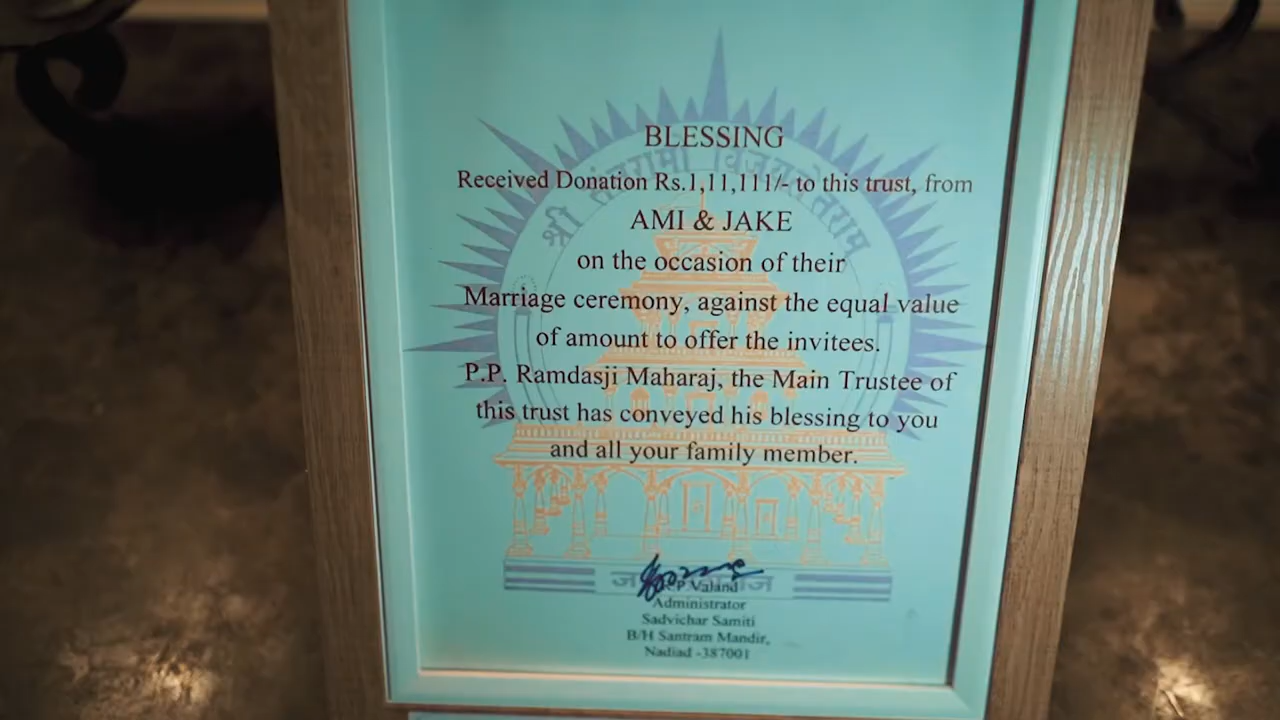 BLESSING
Received Donation Rs.1,11,111/- to this trust, from
AMI & JAKE
on the occasion of their
Marriage ceremony, against the equal value
of amount to offer the invitees.
P.P. Ramdasji Maharaj, the Main Trustee of
this trust has conveyed his blessing to you
and all your family member.
P.Valand
Administrator
Sadvichar Samiti
B/H Santram Mandir,
Nadiad -387001
श्री